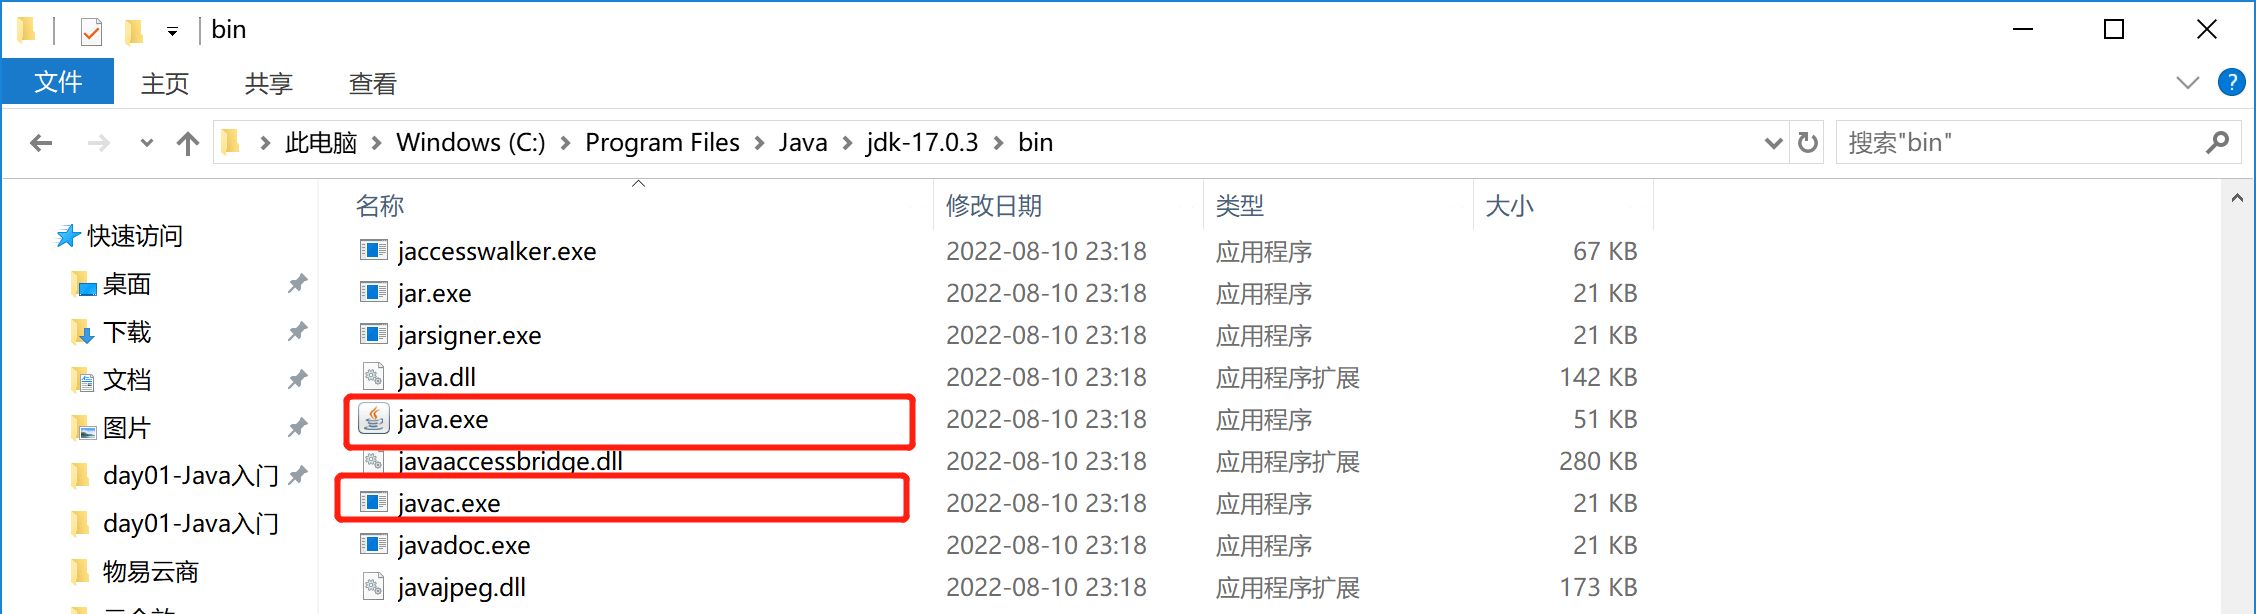 bin
文件 主页 共享 查看
此电脑 Windows (C:) Program Files Java jdk-17.0.3 bin 搜索"bin"
名称 修改日期 类型 大小
快速访问
桌面
下载
文档
图片
day01-Java入门
day01-Java入门
物易云商
jaccesswalker.exe 2022-08-10 23:18 应用程序 67 KB
jar.exe 2022-08-10 23:18 应用程序 21 KB
jarsigner.exe 2022-08-10 23:18 应用程序 21 KB
java.dll 2022-08-10 23:18 应用程序扩展 142 KB
java.exe 2022-08-10 23:18 应用程序 51 KB
javaaccessbridge.dll 2022-08-10 23:18 应用程序扩展 280 KB
javac.exe 2022-08-10 23:18 应用程序 21 KB
javadoc.exe 2022-08-10 23:18 应用程序 21 KB
javajpeg.dll 2022-08-10 23:18 应用程序扩展 173 KB